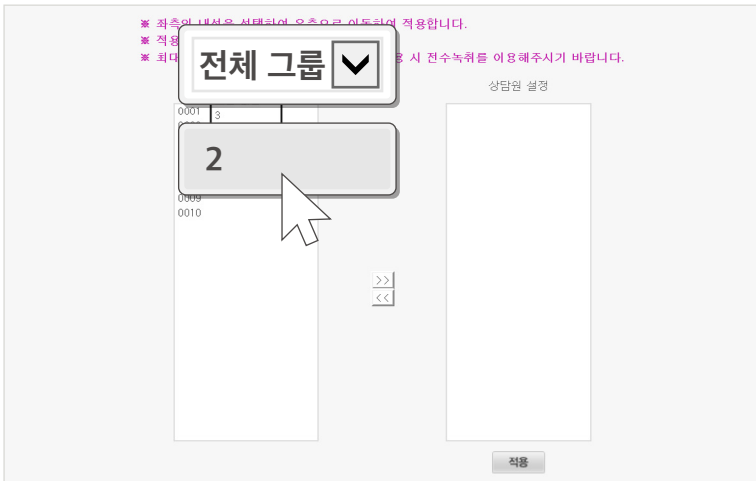 ※ 좌측의 내선을 선택하여 우측으로 이동하여 적용합니다.
※ 적용
※ 최대 시 전수녹취를 이용해주시기 바랍니다.
전체 그룹
상담원 설정
0001
3
2
0009
0010
>>
<<
적용